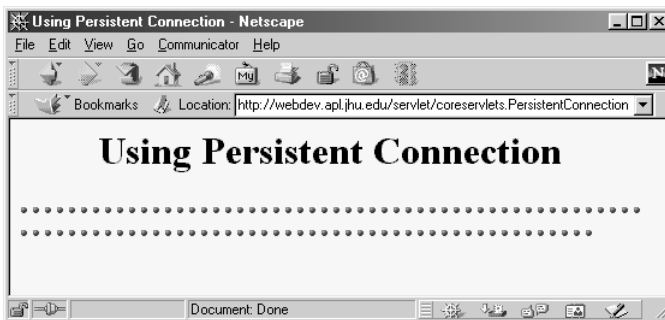 Using Persistent Connection - Netscape
File Edit View Go Communicator Help
My
N
Bookmarks Location: http://webdev.apl.jhu.edu/servlet/coreservlets.PersistentConnection
Using Persistent Connection
Document: Done